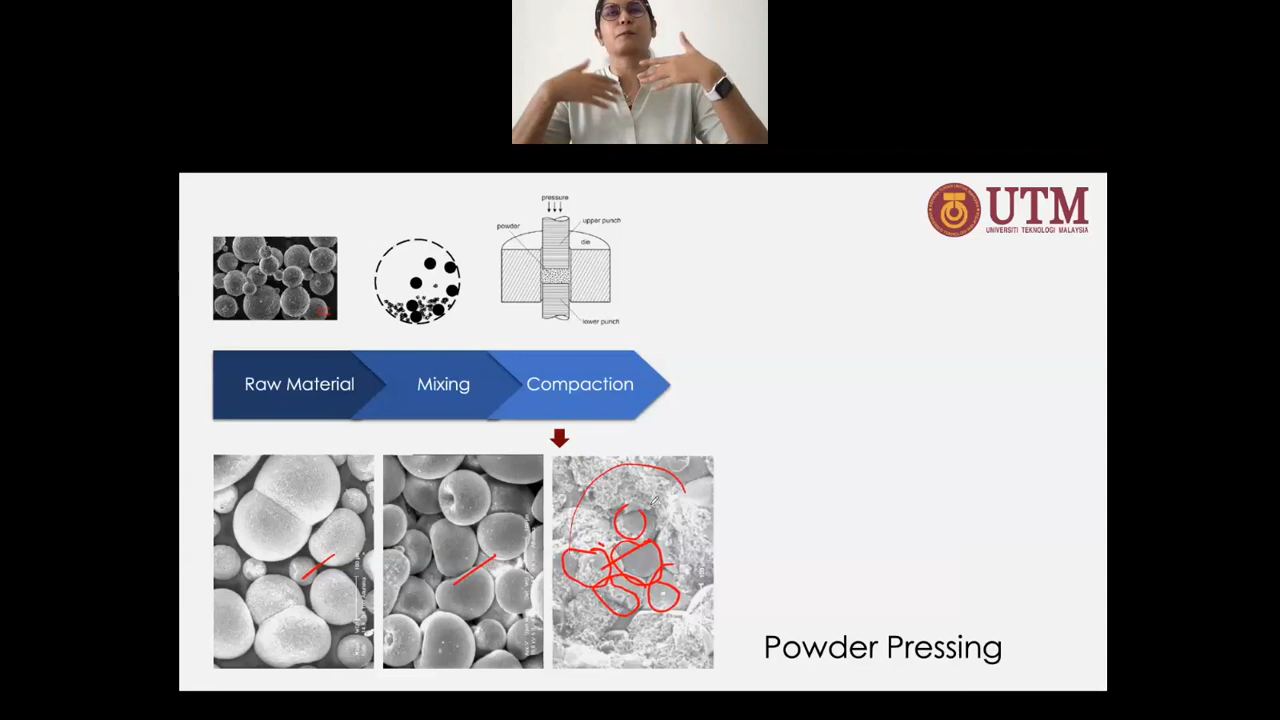 UTM
UNIVERSITI TEKNOLOGI MALAYSIA
pressure
upper punch
powder
die
lower punch
Raw Material
Mixing
Compaction
Powder Pressing